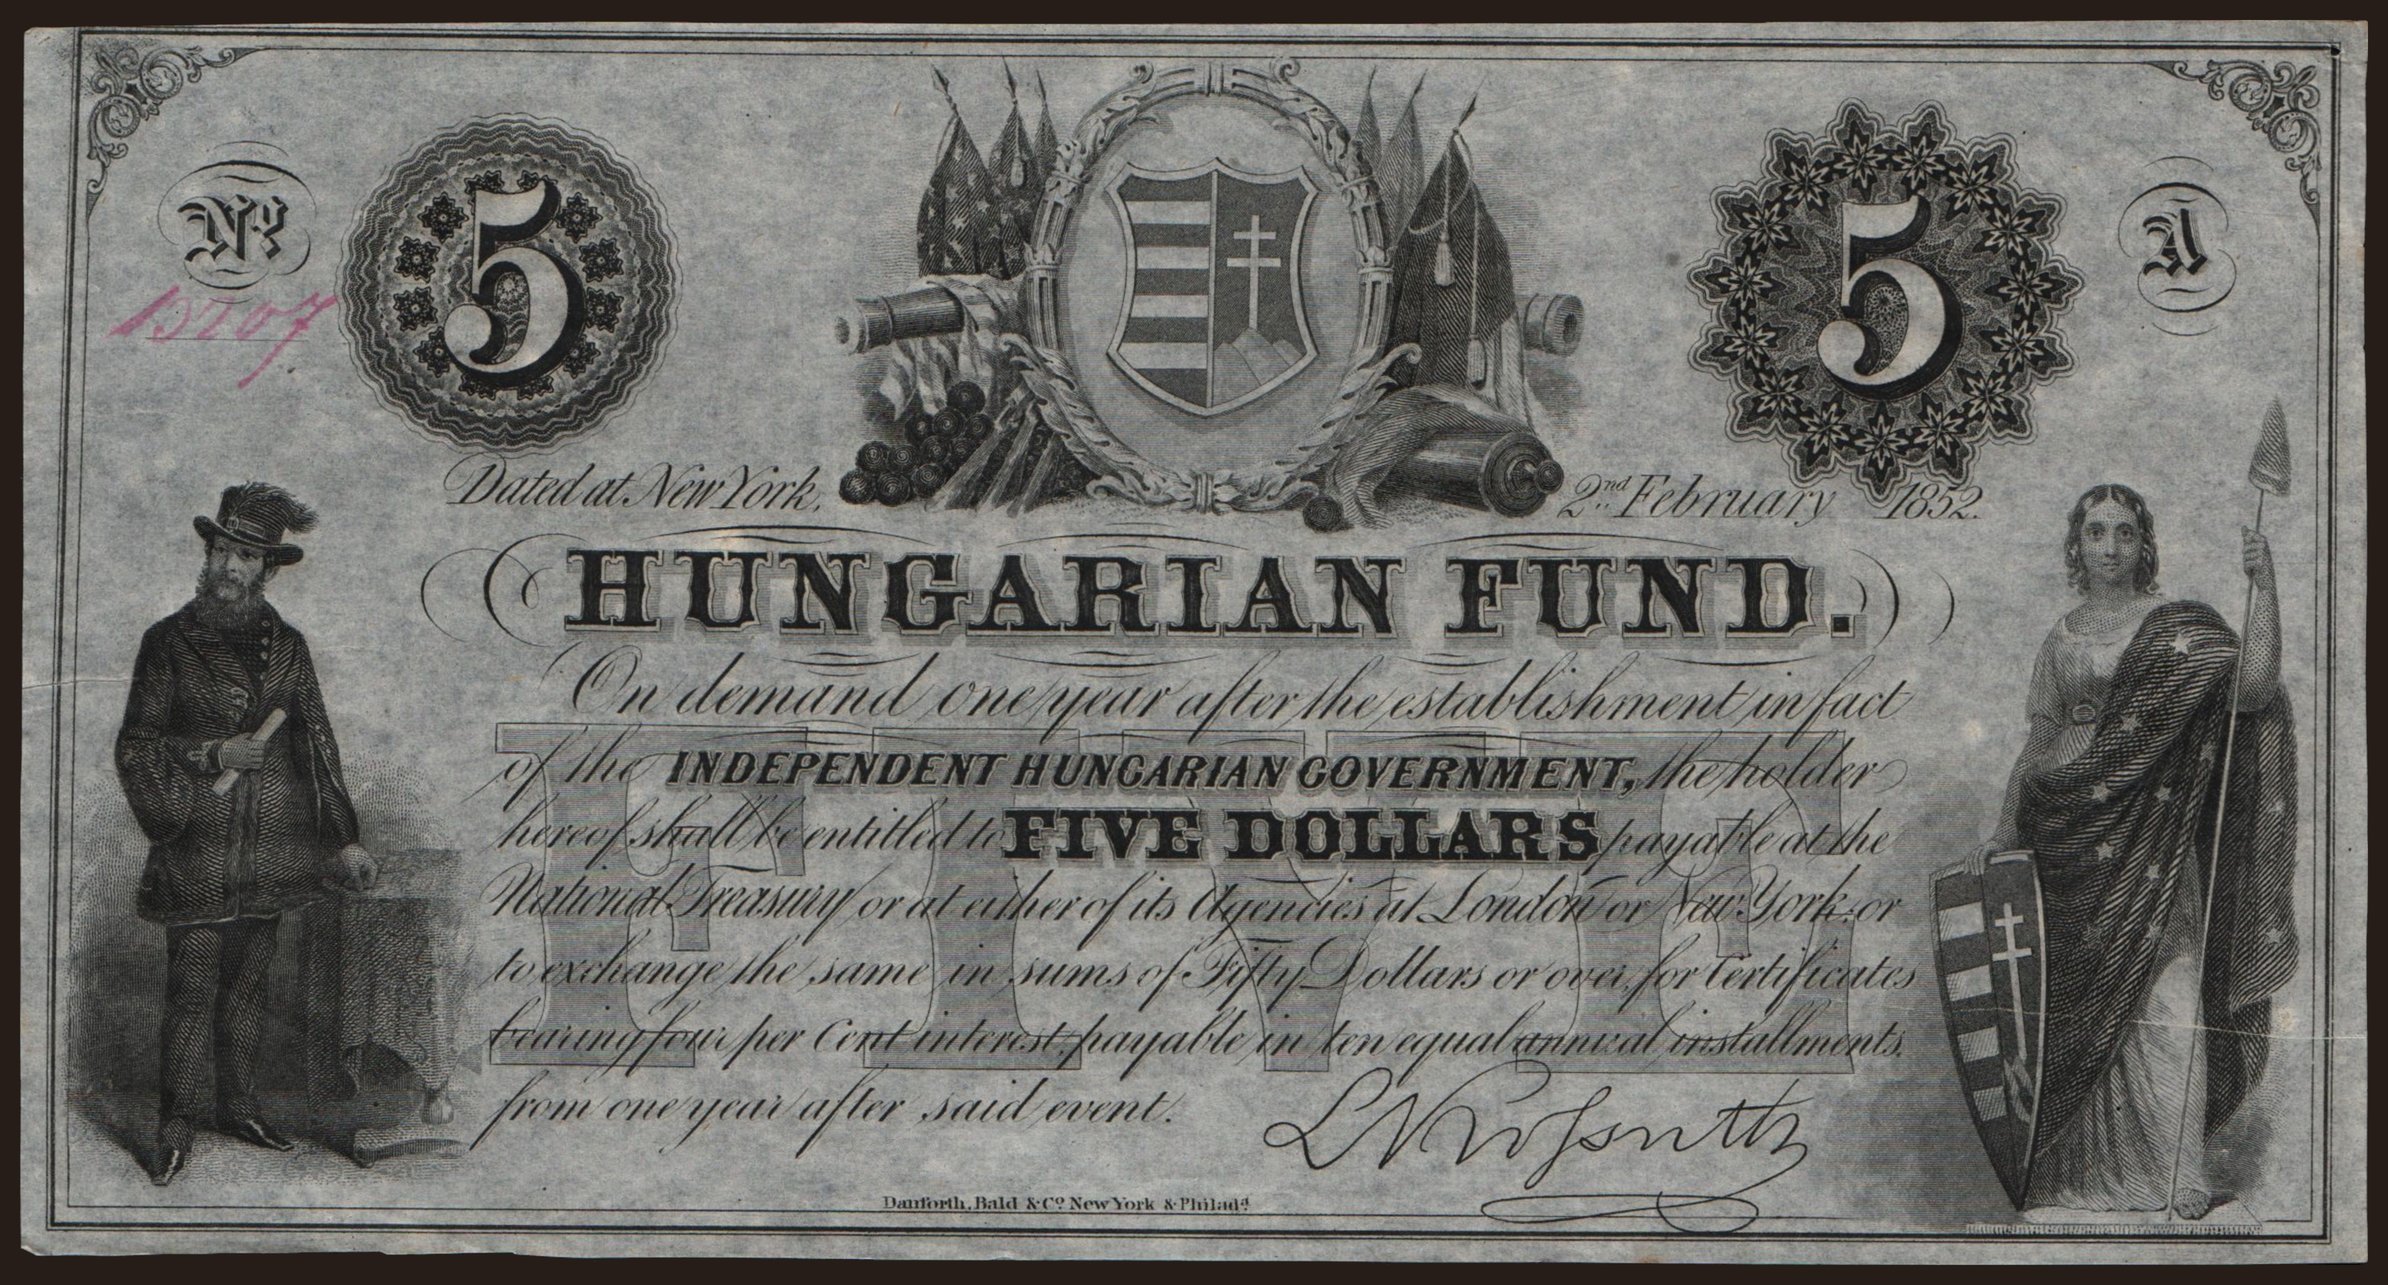 Nº
5
5
A
Dated at New York, 2nd February 1852.
HUNGARIAN FUND.
On demand one year after the establishment in fact
of the INDEPENDENT HUNGARIAN GOVERNMENT, the holder
hereof shall be entitled to FIVE DOLLARS payable at the
National Treasury or at either of its Agencies at London or New York; or
to exchange the same in sums of Fifty Dollars or over, for Certificates
bearing four per Cent interest, payable in ten equal annual installments,
from one year after said event.
FIVE
L Kossuth
Danforth, Bald & Cº New York & Philadª